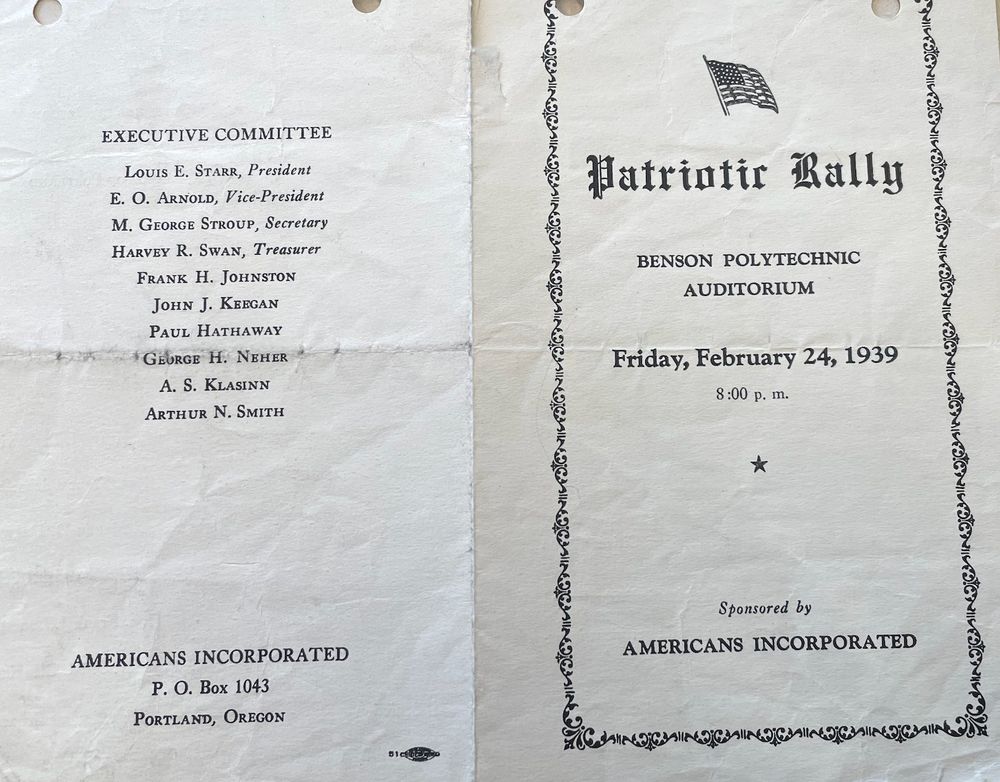 EXECUTIVE COMMITTEE
LOUIS E. STARR, President
E. O. ARNOLD, Vice-President
M. GEORGE STROUP, Secretary
HARVEY R. SWAN, Treasurer
FRANK H. JOHNSTON
JOHN J. KEEGAN
PAUL HATHAWAY
GEORGE H. NEHER
A. S. KLASINN
ARTHUR N. SMITH
AMERICANS INCORPORATED
P. O. Box 1043
PORTLAND, OREGON
Patriotic Rally
BENSON POLYTECHNIC
AUDITORIUM
Friday, February 24, 1939
8:00 p. m.
Sponsored by
AMERICANS INCORPORATED